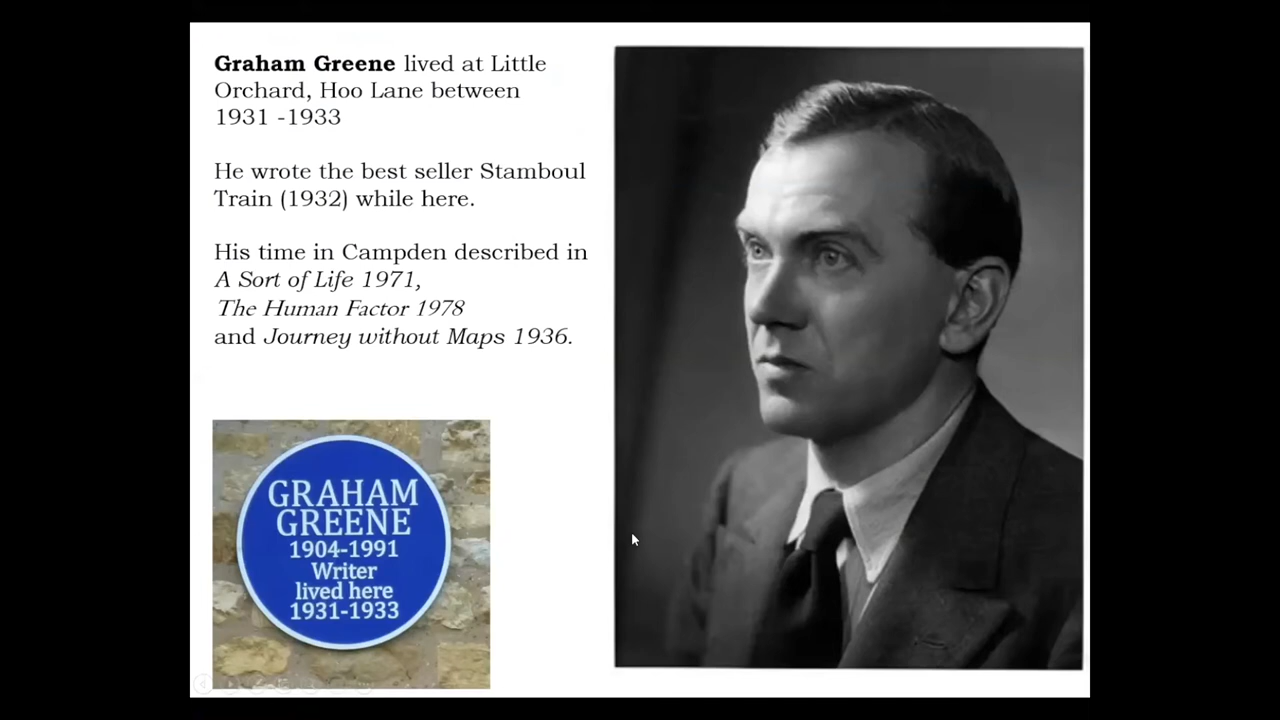 Graham Greene lived at Little
Orchard, Hoo Lane between
1931 -1933
He wrote the best seller Stamboul
Train (1932) while here.
His time in Campden described in
A Sort of Life 1971,
The Human Factor 1978
and Journey without Maps 1936.
GRAHAM
GREENE
1904-1991
Writer
lived here
1931-1933